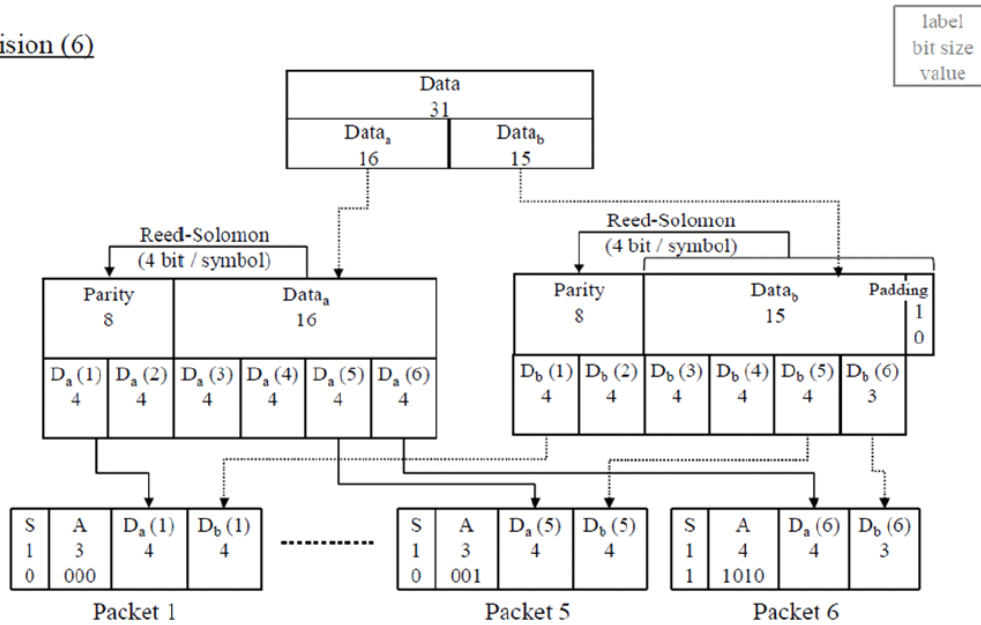 ision (6)
label
bit size
value
Data
31
Data_a Data_b
16 15
Reed-Solomon
(4 bit / symbol)
Parity Data_a
8 16
D_a (1) D_a (2) D_a (3) D_a (4) D_a (5) D_a (6)
4 4 4 4 4 4
Reed-Solomon
(4 bit / symbol)
Parity Data_b Padding
8 15 1
0
D_b (1) D_b (2) D_b (3) D_b (4) D_b (5) D_b (6)
4 4 4 4 4 3
S A D_a (1) D_b (1)
1 3 4 4
0 000
Packet 1
S A D_a (5) D_b (5)
1 3 4 4
0 001
Packet 5
S A D_a (6) D_b (6)
1 4 4 3
1 1010
Packet 6